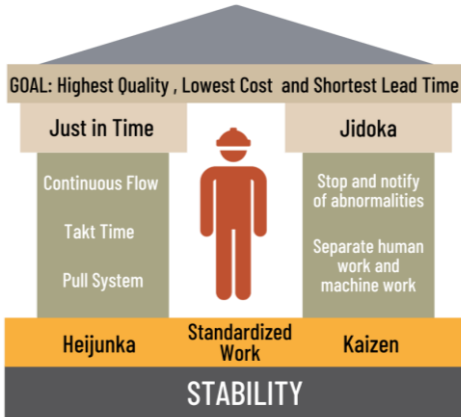 GOAL: Highest Quality , Lowest Cost and Shortest Lead Time
Just in Time
Continuous Flow
Takt Time
Pull System
Jidoka
Stop and notify
of abnormalities
Separate human
work and
machine work
Heijunka
Standardized
Work
Kaizen
STABILITY